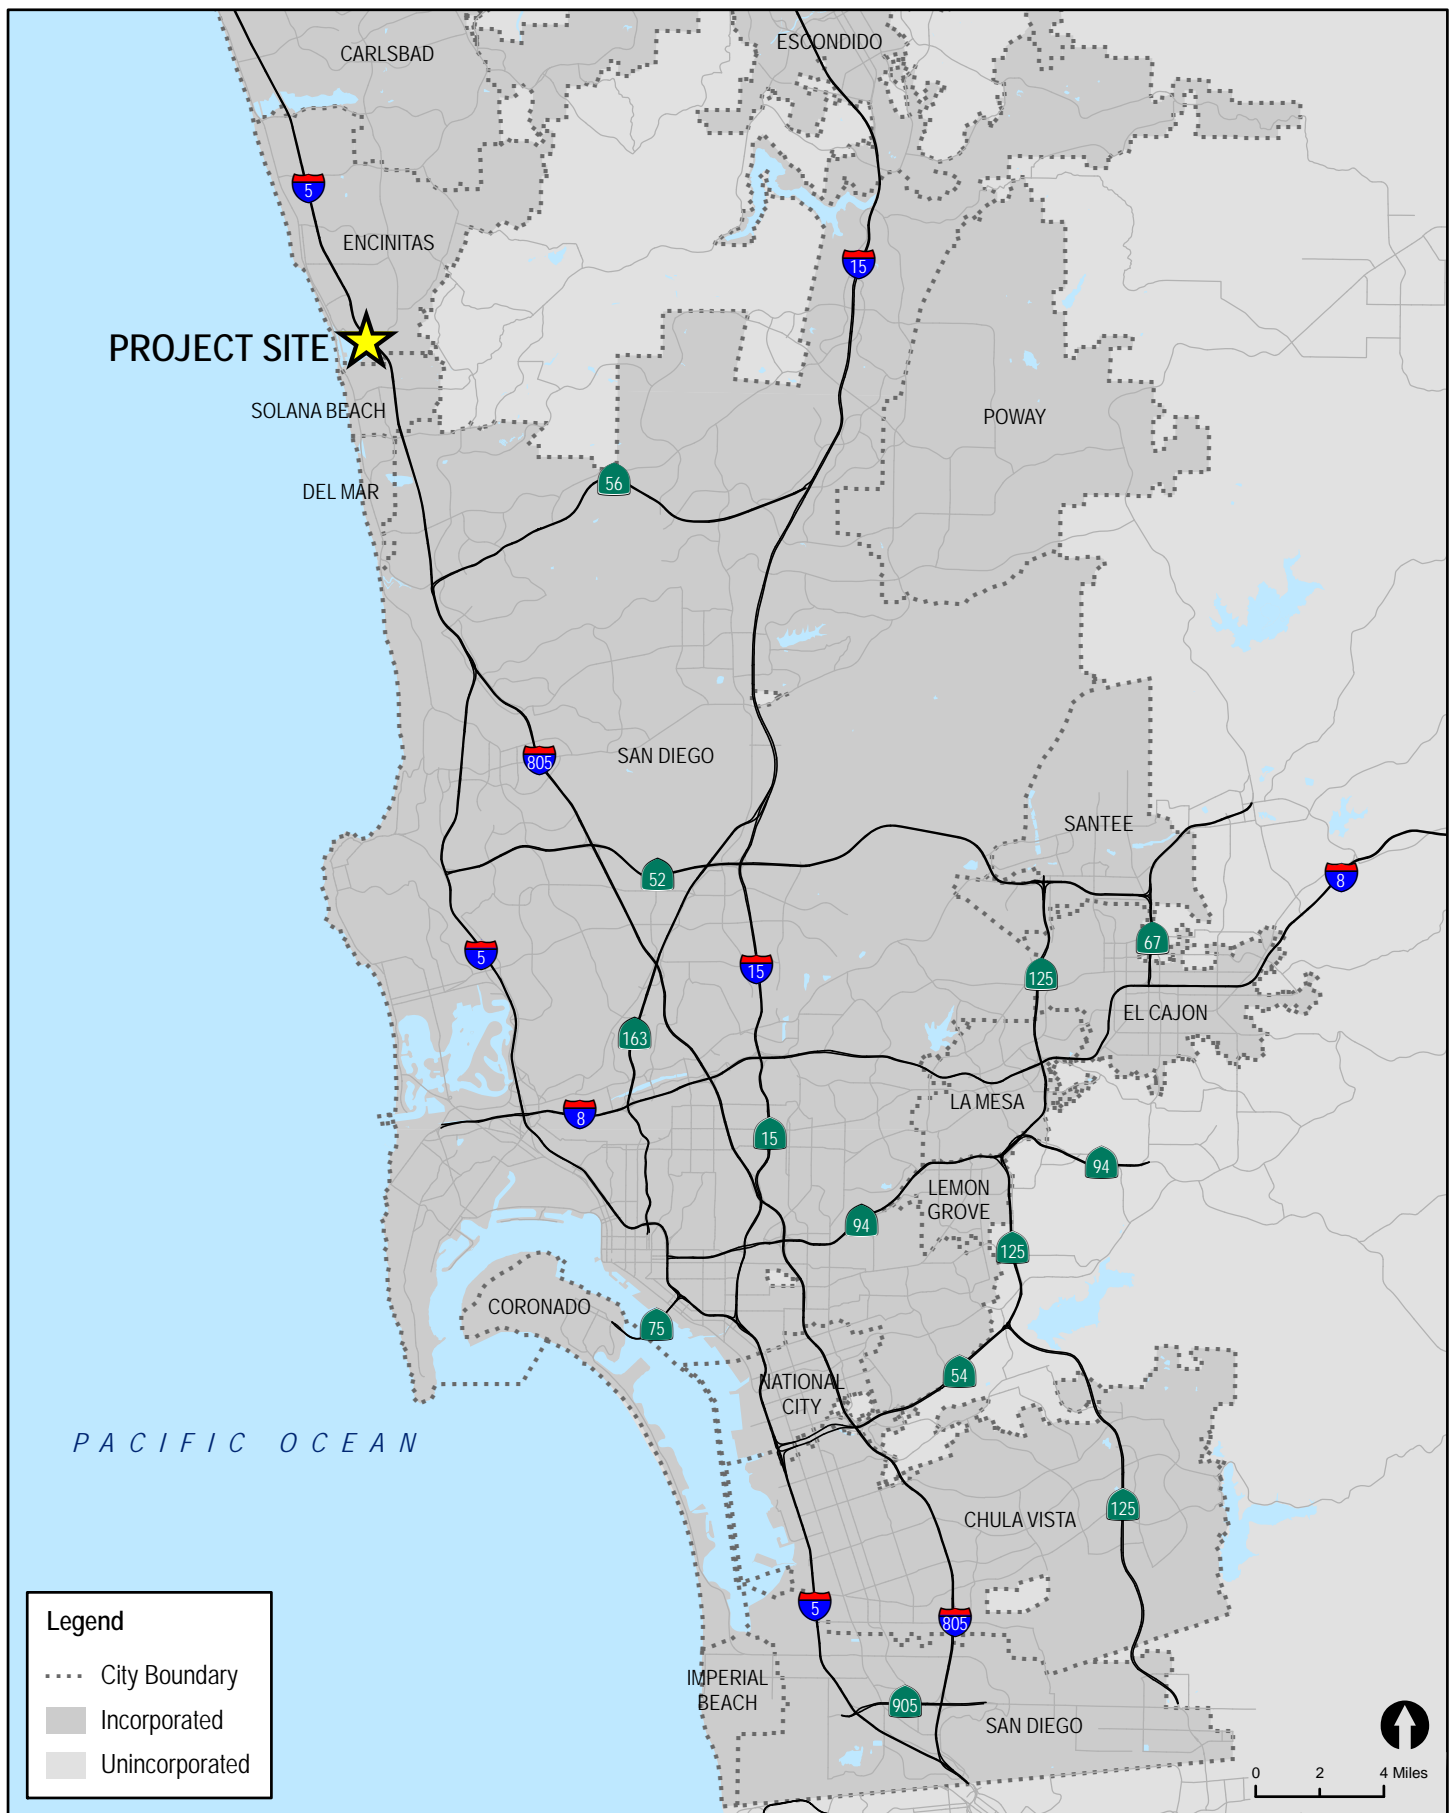 CARLSBAD
ESCONDIDO
5
ENCINITAS
15
PROJECT SITE
SOLANA BEACH
POWAY
56
DEL MAR
SAN DIEGO
805
SANTEE
52
8
67
5
15
125
EL CAJON
163
LA MESA
8
15
94
LEMON
GROVE
94
125
CORONADO
75
54
NATIONAL
CITY
PACIFIC OCEAN
125
CHULA VISTA
5
805
IMPERIAL
BEACH
905
SAN DIEGO
Legend
City Boundary
Incorporated
Unincorporated
0 2 4 Miles